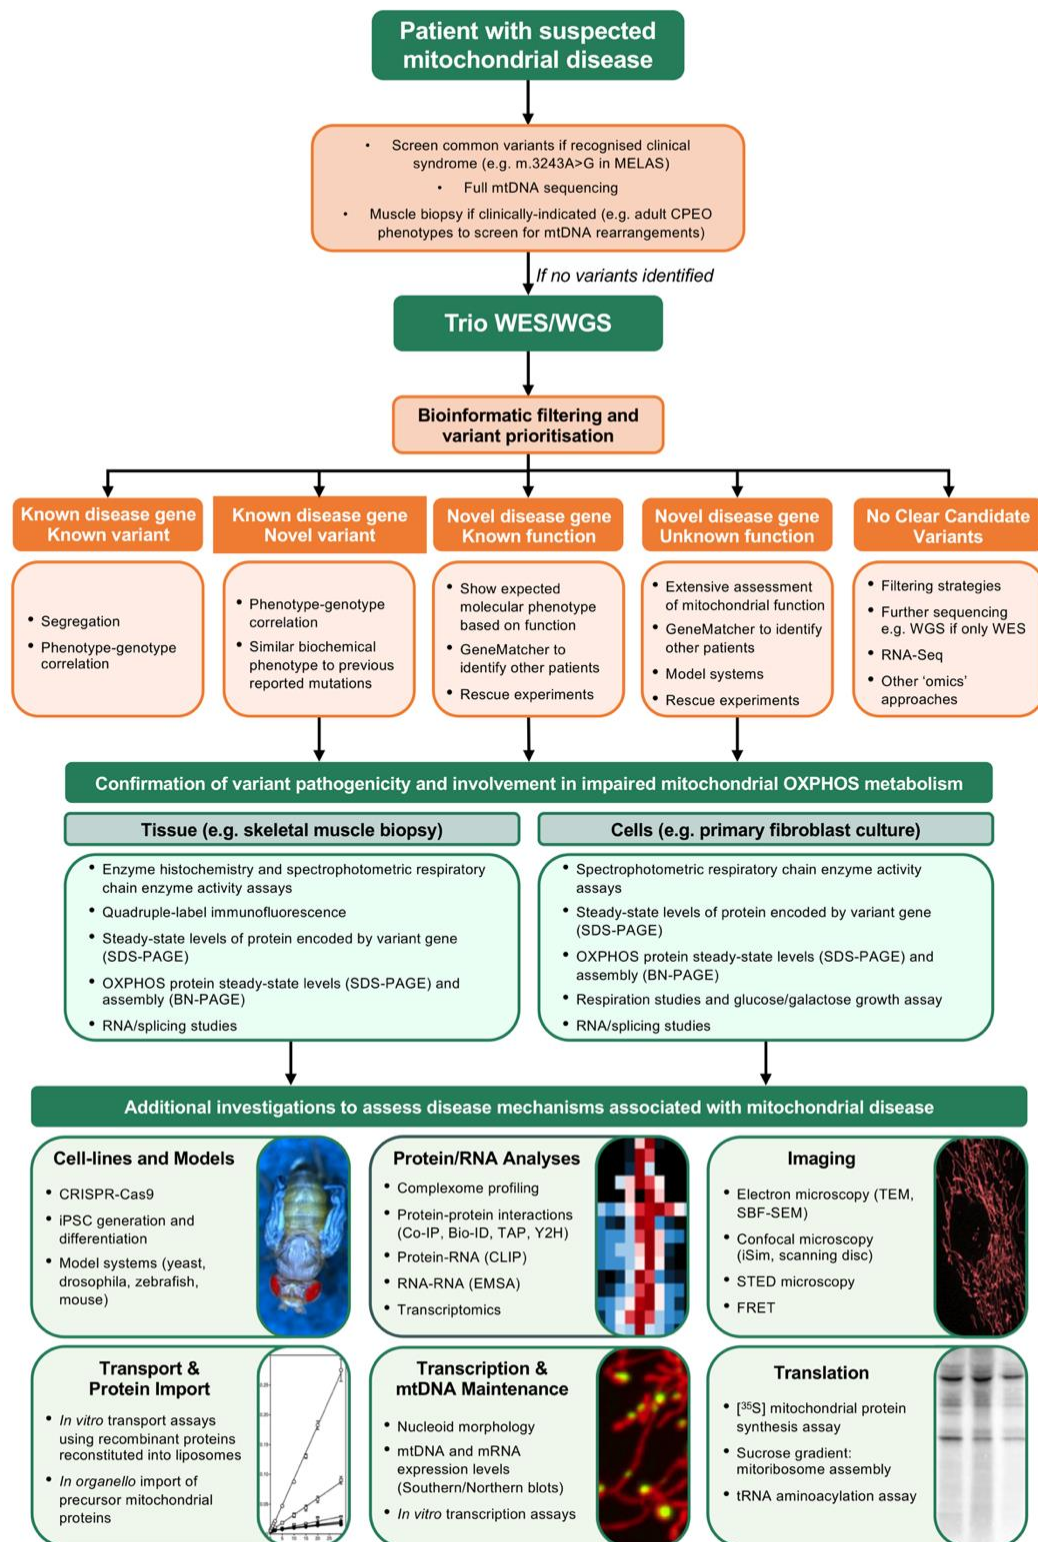 Patient with suspected
mitochondrial disease
• Screen common variants if recognised clinical
syndrome (e.g. m.3243A>G in MELAS)
• Full mtDNA sequencing
• Muscle biopsy if clinically-indicated (e.g. adult CPEO
phenotypes to screen for mtDNA rearrangements)
If no variants identified
Trio WES/WGS
Bioinformatic filtering and
variant prioritisation
Known disease gene
Known variant
• Segregation
• Phenotype-genotype
correlation
Known disease gene
Novel variant
• Phenotype-genotype
correlation
• Similar biochemical
phenotype to previous
reported mutations
Novel disease gene
Known function
• Show expected
molecular phenotype
based on function
• GeneMatcher to
identify other patients
• Rescue experiments
Novel disease gene
Unknown function
• Extensive assessment
of mitochondrial function
• GeneMatcher to identify
other patients
• Model systems
• Rescue experiments
No Clear Candidate
Variants
• Filtering strategies
• Further sequencing
e.g. WGS if only WES
• RNA-Seq
• Other ‘omics’
approaches
Confirmation of variant pathogenicity and involvement in impaired mitochondrial OXPHOS metabolism
Tissue (e.g. skeletal muscle biopsy)
• Enzyme histochemistry and spectrophotometric respiratory
chain enzyme activity assays
• Quadruple-label immunofluorescence
• Steady-state levels of protein encoded by variant gene
(SDS-PAGE)
• OXPHOS protein steady-state levels (SDS-PAGE) and
assembly (BN-PAGE)
• RNA/splicing studies
Cells (e.g. primary fibroblast culture)
• Spectrophotometric respiratory chain enzyme activity
assays
• Steady-state levels of protein encoded by variant gene
(SDS-PAGE)
• OXPHOS protein steady-state levels (SDS-PAGE) and
assembly (BN-PAGE)
• Respiration studies and glucose/galactose growth assay
• RNA/splicing studies
Additional investigations to assess disease mechanisms associated with mitochondrial disease
Cell-lines and Models
• CRISPR-Cas9
• iPSC generation and
differentiation
• Model systems (yeast,
drosophila, zebrafish,
mouse)
Protein/RNA Analyses
• Complexome profiling
• Protein-protein interactions
(Co-IP, Bio-ID, TAP, Y2H)
• Protein-RNA (CLIP)
• RNA-RNA (EMSA)
• Transcriptomics
Imaging
• Electron microscopy (TEM,
SBF-SEM)
• Confocal microscopy
(iSim, scanning disc)
• STED microscopy
• FRET
Transport &
Protein Import
• In vitro transport assays
using recombinant proteins
reconstituted into liposomes
• In organello import of
precursor mitochondrial
proteins
Transcription &
mtDNA Maintenance
• Nucleoid morphology
• mtDNA and mRNA
expression levels
(Southern/Northern blots)
• In vitro transcription assays
Translation
• [³⁵S] mitochondrial protein
synthesis assay
• Sucrose gradient:
mitoribosome assembly
• tRNA aminoacylation assay